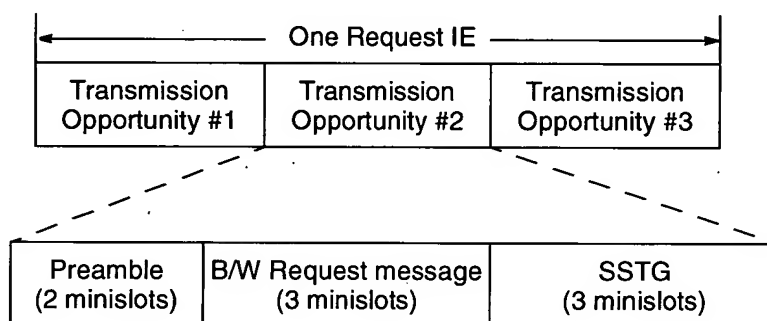 One Request IE
Transmission
Opportunity #1
Transmission
Opportunity #2
Transmission
Opportunity #3
Preamble
(2 minislots)
B/W Request message
(3 minislots)
SSTG
(3 minislots)